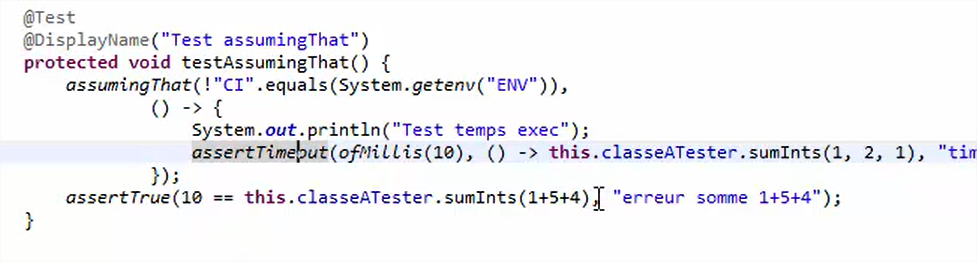 @Test
@DisplayName("Test assumingThat")
protected void testAssumingThat() {
assumingThat(!"CI".equals(System.getenv("ENV")),
() -> {
System.out.println("Test temps exec");
assertTimeout(ofMillis(10), () -> this.classeATester.sumInts(1, 2, 1), "tim
});
assertTrue(10 == this.classeATester.sumInts(1+5+4), "erreur somme 1+5+4");
}